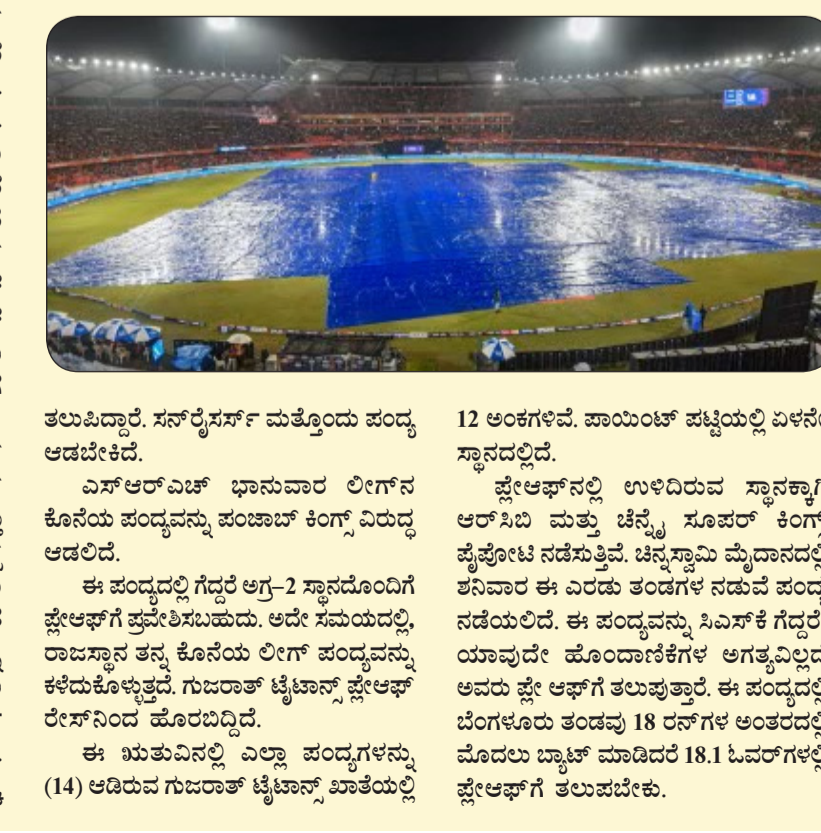 ತಲುಪಿದ್ದಾರೆ. ಸನ್‌ರೈಸರ್ಸ್ ಮತ್ತೊಂದು ಪಂದ್ಯ
ಆಡಬೇಕಿದೆ.
ಎಸ್‌ಆರ್‌ಎಚ್ ಭಾನುವಾರ ಲೀಗ್‌ನ
ಕೊನೆಯ ಪಂದ್ಯವನ್ನು ಪಂಜಾಬ್ ಕಿಂಗ್ಸ್ ವಿರುದ್ಧ
ಆಡಲಿದೆ.
ಈ ಪಂದ್ಯದಲ್ಲಿ ಗೆದ್ದರೆ ಅಗ್ರ–2 ಸ್ಥಾನದೊಂದಿಗೆ
ಪ್ಲೇಆಫ್‌ಗೆ ಪ್ರವೇಶಿಸಬಹುದು. ಅದೇ ಸಮಯದಲ್ಲಿ,
ರಾಜಸ್ಥಾನ ತನ್ನ ಕೊನೆಯ ಲೀಗ್ ಪಂದ್ಯವನ್ನು
ಕಳೆದುಕೊಳ್ಳುತ್ತದೆ. ಗುಜರಾತ್ ಟೈಟಾನ್ಸ್ ಪ್ಲೇಆಫ್
ರೇಸ್‌ನಿಂದ ಹೊರಬಿದ್ದಿದೆ.
ಈ ಋತುವಿನಲ್ಲಿ ಎಲ್ಲಾ ಪಂದ್ಯಗಳನ್ನು
(14) ಆಡಿರುವ ಗುಜರಾತ್ ಟೈಟಾನ್ಸ್ ಖಾತೆಯಲ್ಲಿ
12 ಅಂಕಗಳಿವೆ. ಪಾಯಿಂಟ್ ಪಟ್ಟಿಯಲ್ಲಿ ಏಳನೇ
ಸ್ಥಾನದಲ್ಲಿದೆ.
ಪ್ಲೇಆಫ್‌ನಲ್ಲಿ ಉಳಿದಿರುವ ಸ್ಥಾನಕ್ಕಾಗಿ
ಆರ್‌ಸಿಬಿ ಮತ್ತು ಚೆನ್ನೈ ಸೂಪರ್ ಕಿಂಗ್ಸ್
ಪೈಪೋಟಿ ನಡೆಸುತ್ತಿವೆ. ಚಿನ್ನಸ್ವಾಮಿ ಮೈದಾನದಲ್ಲಿ
ಶನಿವಾರ ಈ ಎರಡು ತಂಡಗಳ ನಡುವೆ ಪಂದ್ಯ
ನಡೆಯಲಿದೆ. ಈ ಪಂದ್ಯವನ್ನು ಸಿಎಸ್‌ಕೆ ಗೆದ್ದರೆ
ಯಾವುದೇ ಹೊಂದಾಣಿಕೆಗಳ ಅಗತ್ಯವಿಲ್ಲದೆ
ಅವರು ಪ್ಲೇ ಆಫ್‌ಗೆ ತಲುಪುತ್ತಾರೆ. ಈ ಪಂದ್ಯದಲ್ಲಿ
ಬೆಂಗಳೂರು ತಂಡವು 18 ರನ್‌ಗಳ ಅಂತರದಲ್ಲಿ
ಮೊದಲು ಬ್ಯಾಟ್ ಮಾಡಿದರೆ 18.1 ಓವರ್‌ಗಳಲ್ಲಿ
ಪ್ಲೇಆಫ್‌ಗೆ ತಲುಪಬೇಕು.